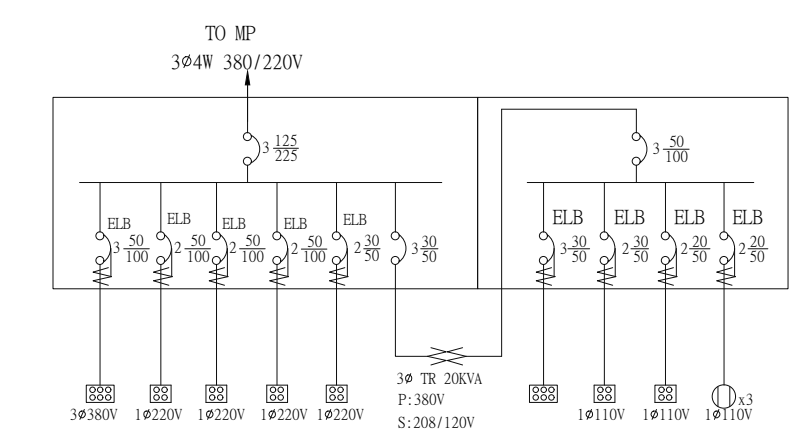 TO MP
3ø4W 380/220V
3 125/225
3 50/100
ELB
ELB
ELB
ELB
ELB
ELB
ELB
ELB
ELB
3 50/100
2 50/100
2 50/100
2 50/100
2 30/50
3 30/50
3 30/50
2 30/50
2 20/50
2 20/50
3ø TR 20KVA
P:380V
S:208/120V
3ø380V
1ø220V
1ø220V
1ø220V
1ø220V
1ø110V
1ø110V
x3
1ø110V